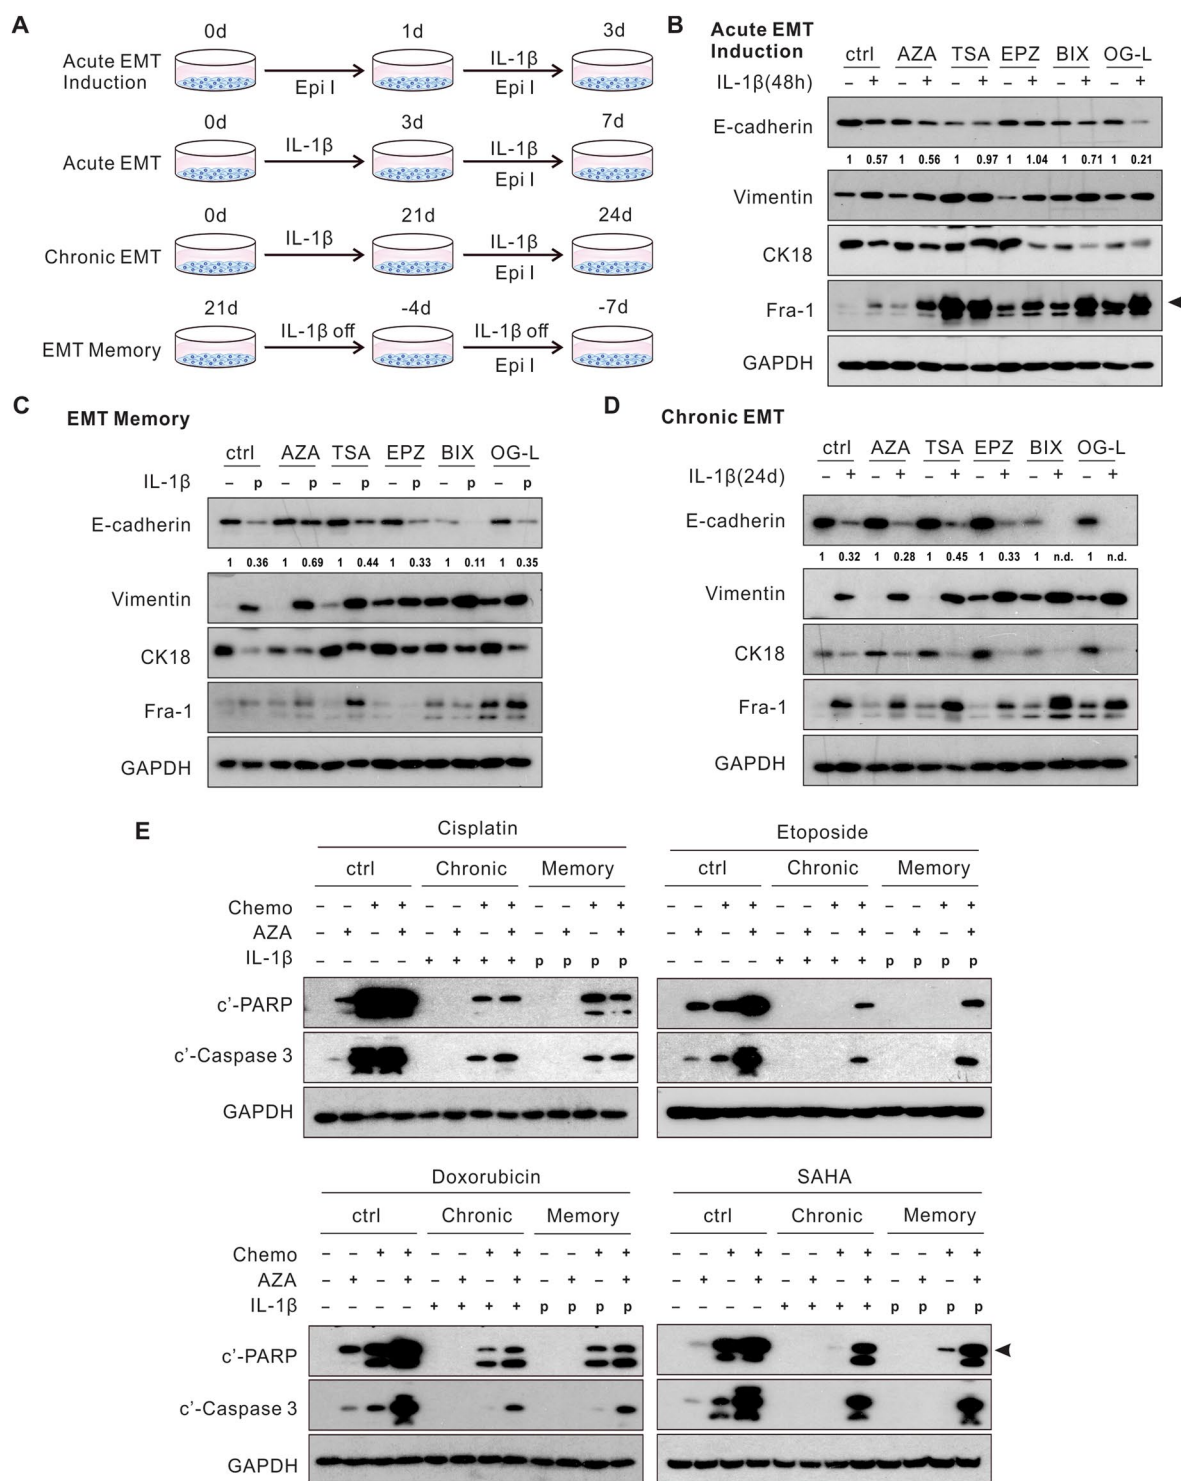 A
0d 1d 3d
Acute EMT Induction
Epi I
IL-1β
Epi I
0d 3d 7d
Acute EMT
IL-1β
IL-1β
Epi I
0d 21d 24d
Chronic EMT
IL-1β
IL-1β
Epi I
21d -4d -7d
EMT Memory
IL-1β off
IL-1β off
Epi I
B
Acute EMT
Induction
ctrl AZA TSA EPZ BIX OG-L
IL-1β(48h) – + – + – + – + – + – +
E-cadherin
1 0.57 1 0.56 1 0.97 1 1.04 1 0.71 1 0.21
Vimentin
CK18
Fra-1
GAPDH
C
EMT Memory
ctrl AZA TSA EPZ BIX OG-L
IL-1β – p – p – p – p – p – p
E-cadherin
1 0.36 1 0.69 1 0.44 1 0.33 1 0.11 1 0.35
Vimentin
CK18
Fra-1
GAPDH
D
Chronic EMT
ctrl AZA TSA EPZ BIX OG-L
IL-1β(24d) – + – + – + – + – + – +
E-cadherin
1 0.32 1 0.28 1 0.45 1 0.33 1 n.d. 1 n.d.
Vimentin
CK18
Fra-1
GAPDH
E
Cisplatin
ctrl Chronic Memory
Chemo – – + + – – + + – – + +
AZA – + – + – + – + – + – +
IL-1β – – – – + + + + p p p p
c'-PARP
c'-Caspase 3
GAPDH
Etoposide
ctrl Chronic Memory
– – + + – – + + – – + +
– + – + – + – + – + – +
– – – – + + + + p p p p
Doxorubicin
ctrl Chronic Memory
Chemo – – + + – – + + – – + +
AZA – + – + – + – + – + – +
IL-1β – – – – + + + + p p p p
c'-PARP
c'-Caspase 3
GAPDH
SAHA
ctrl Chronic Memory
– – + + – – + + – – + +
– + – + – + – + – + – +
– – – – + + + + p p p p